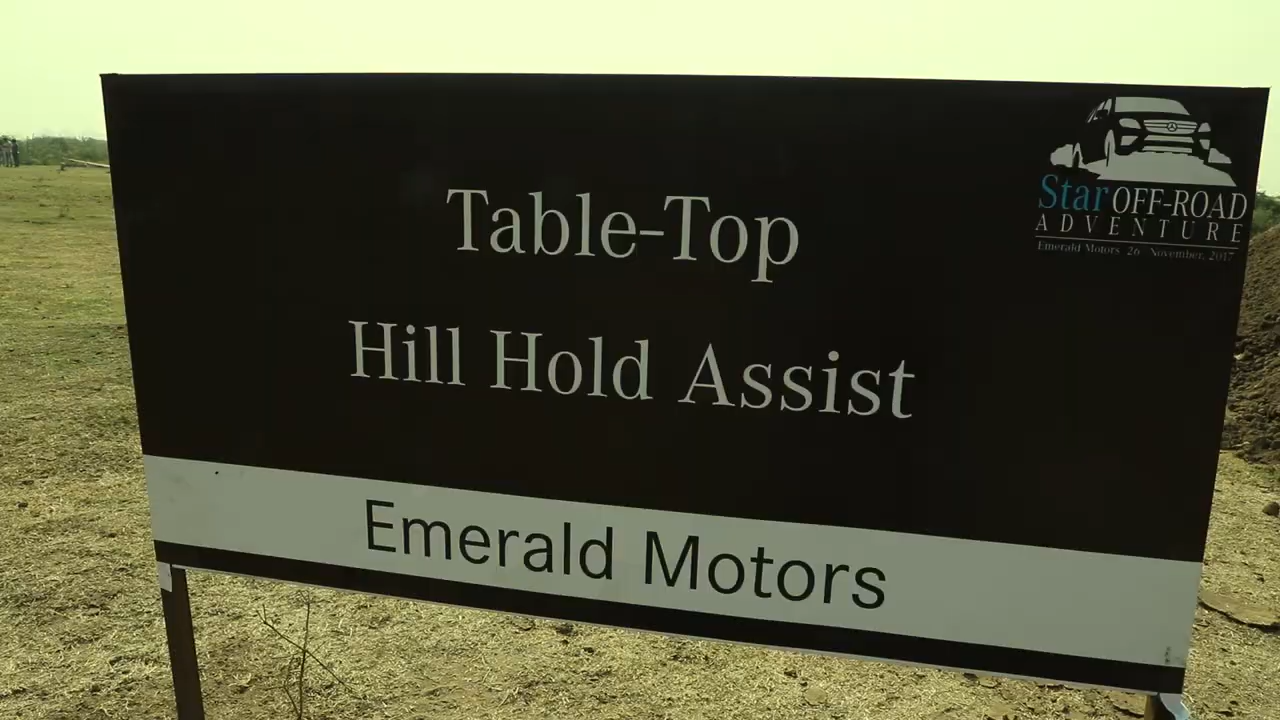 Table-Top
Hill Hold Assist
Emerald Motors
Star OFF-ROAD
ADVENTURE
Emerald Motors 26 November, 2017